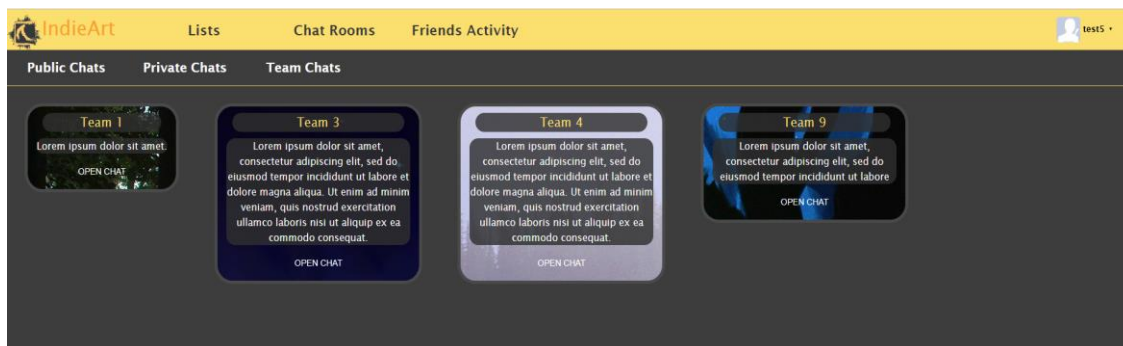 IndieArt
Lists
Chat Rooms
Friends Activity
test5
Public Chats
Private Chats
Team Chats
Team 1
Lorem ipsum dolor sit amet.
OPEN CHAT
Team 3
Lorem ipsum dolor sit amet,
consectetur adipiscing elit, sed do
eiusmod tempor incididunt ut labore et
dolore magna aliqua. Ut enim ad minim
veniam, quis nostrud exercitation
ullamco laboris nisi ut aliquip ex ea
commodo consequat.
OPEN CHAT
Team 4
Lorem ipsum dolor sit amet,
consectetur adipiscing elit, sed do
eiusmod tempor incididunt ut labore et
dolore magna aliqua. Ut enim ad minim
veniam, quis nostrud exercitation
ullamco laboris nisi ut aliquip ex ea
commodo consequat.
OPEN CHAT
Team 9
Lorem ipsum dolor sit amet,
consectetur adipiscing elit, sed do
eiusmod tempor incididunt ut labore
OPEN CHAT